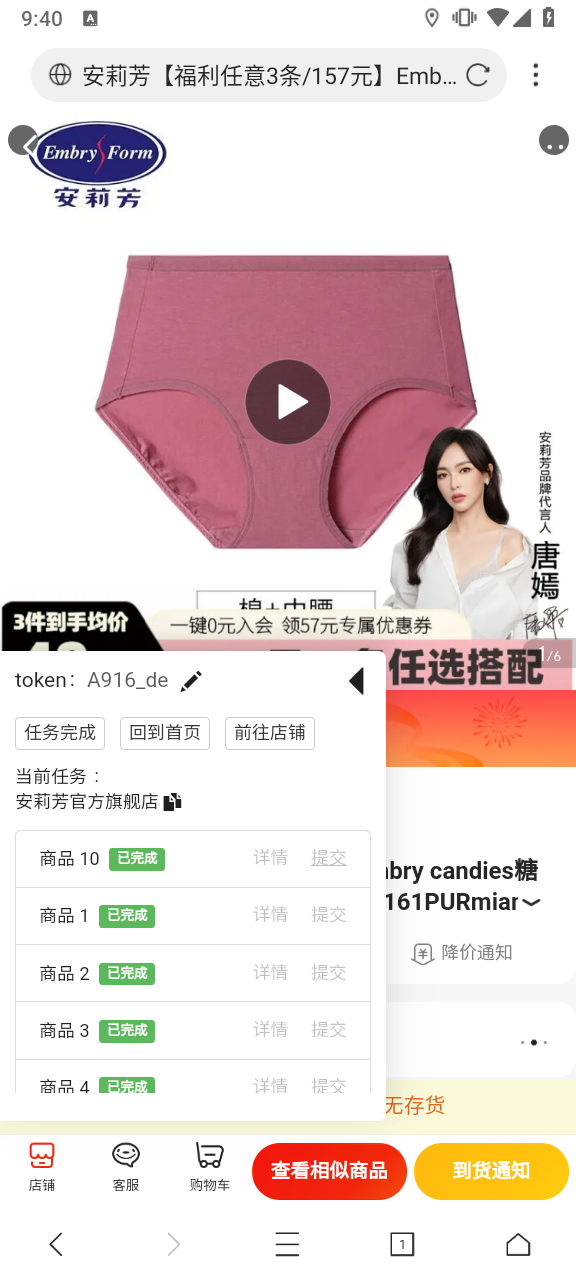 9:40
A
安莉芳【福利任意3条/157元】Emb...
Embry Form
安莉芳
安莉芳品牌代言人
唐嫣
棉+中腰
3件到手均价
一键0元入会 领57元专属优惠券
任选搭配
1/6
token: A916_de
任务完成
回到首页
前往店铺
当前任务：
安莉芳官方旗舰店
商品 10 已完成 详情 提交
商品 1 已完成 详情 提交
商品 2 已完成 详情 提交
商品 3 已完成 详情 提交
商品 4 已完成 详情 提交
bry candies糖
161PURmian
降价通知
无存货
店铺
客服
购物车
查看相似商品
到货通知
1